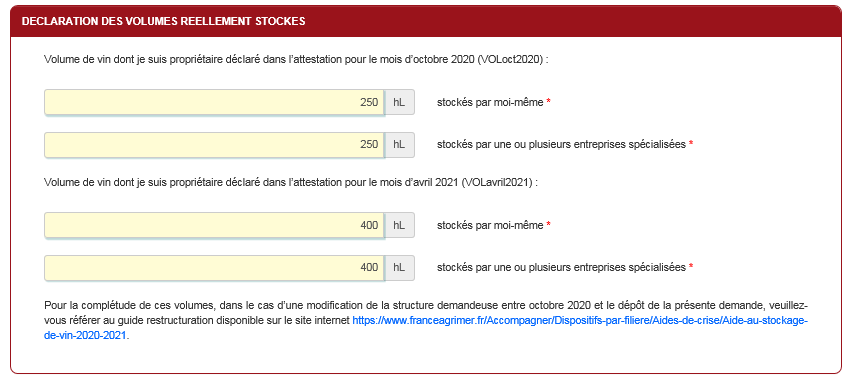 DECLARATION DES VOLUMES REELLEMENT STOCKES
Volume de vin dont je suis propriétaire déclaré dans l'attestation pour le mois d'octobre 2020 (VOLoct2020) :
250 hL stockés par moi-même *
250 hL stockés par une ou plusieurs entreprises spécialisées *
Volume de vin dont je suis propriétaire déclaré dans l'attestation pour le mois d'avril 2021 (VOLavril2021) :
400 hL stockés par moi-même *
400 hL stockés par une ou plusieurs entreprises spécialisées *
Pour la complétude de ces volumes, dans le cas d'une modification de la structure demandeuse entre octobre 2020 et le dépôt de la présente demande, veuillez-
vous référer au guide restructuration disponible sur le site internet https://www.franceagrimer.fr/Accompagner/Dispositifs-par-filiere/Aides-de-crise/Aide-au-stockage-
de-vin-2020-2021.